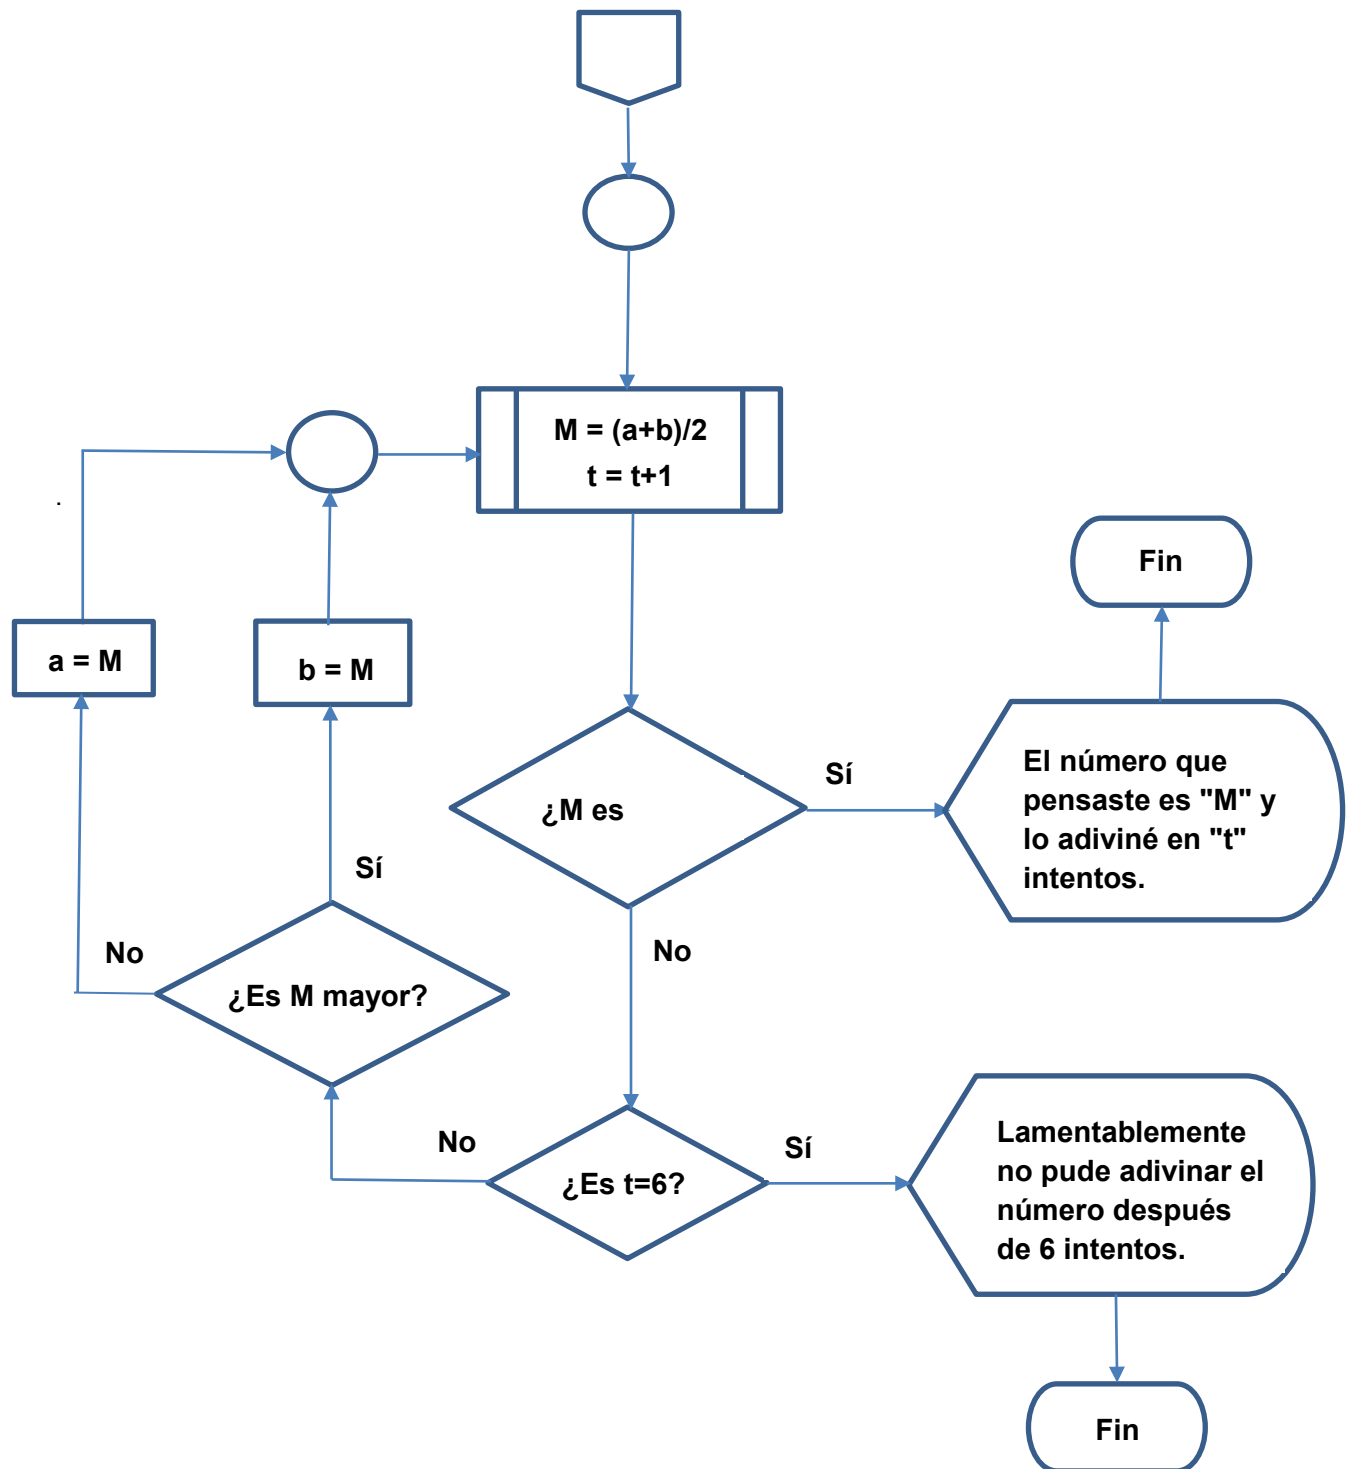 M = (a+b)/2
t = t+1
Fin
a = M
b = M
El número que
pensaste es "M" y
lo adiviné en "t"
intentos.
Sí
¿M es
Sí
No
No
¿Es M mayor?
Lamentablemente
no pude adivinar el
número después
de 6 intentos.
No
Sí
¿Es t=6?
Fin